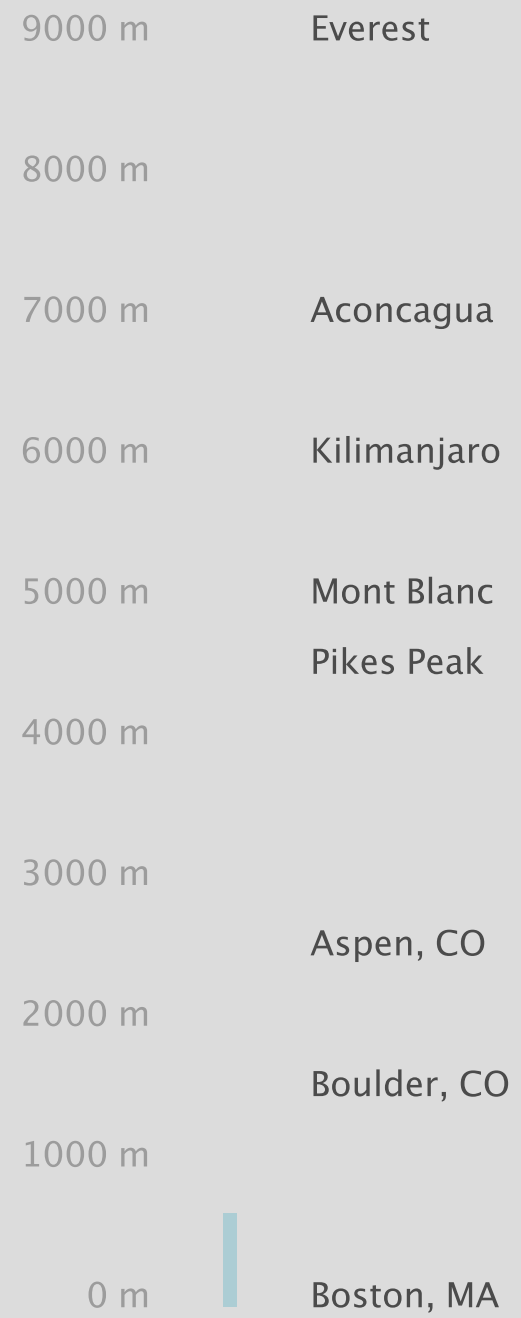 9000 m Everest
8000 m
7000 m Aconcagua
6000 m Kilimanjaro
5000 m Mont Blanc
Pikes Peak
4000 m
3000 m
Aspen, CO
2000 m
Boulder, CO
1000 m
0 m Boston, MA